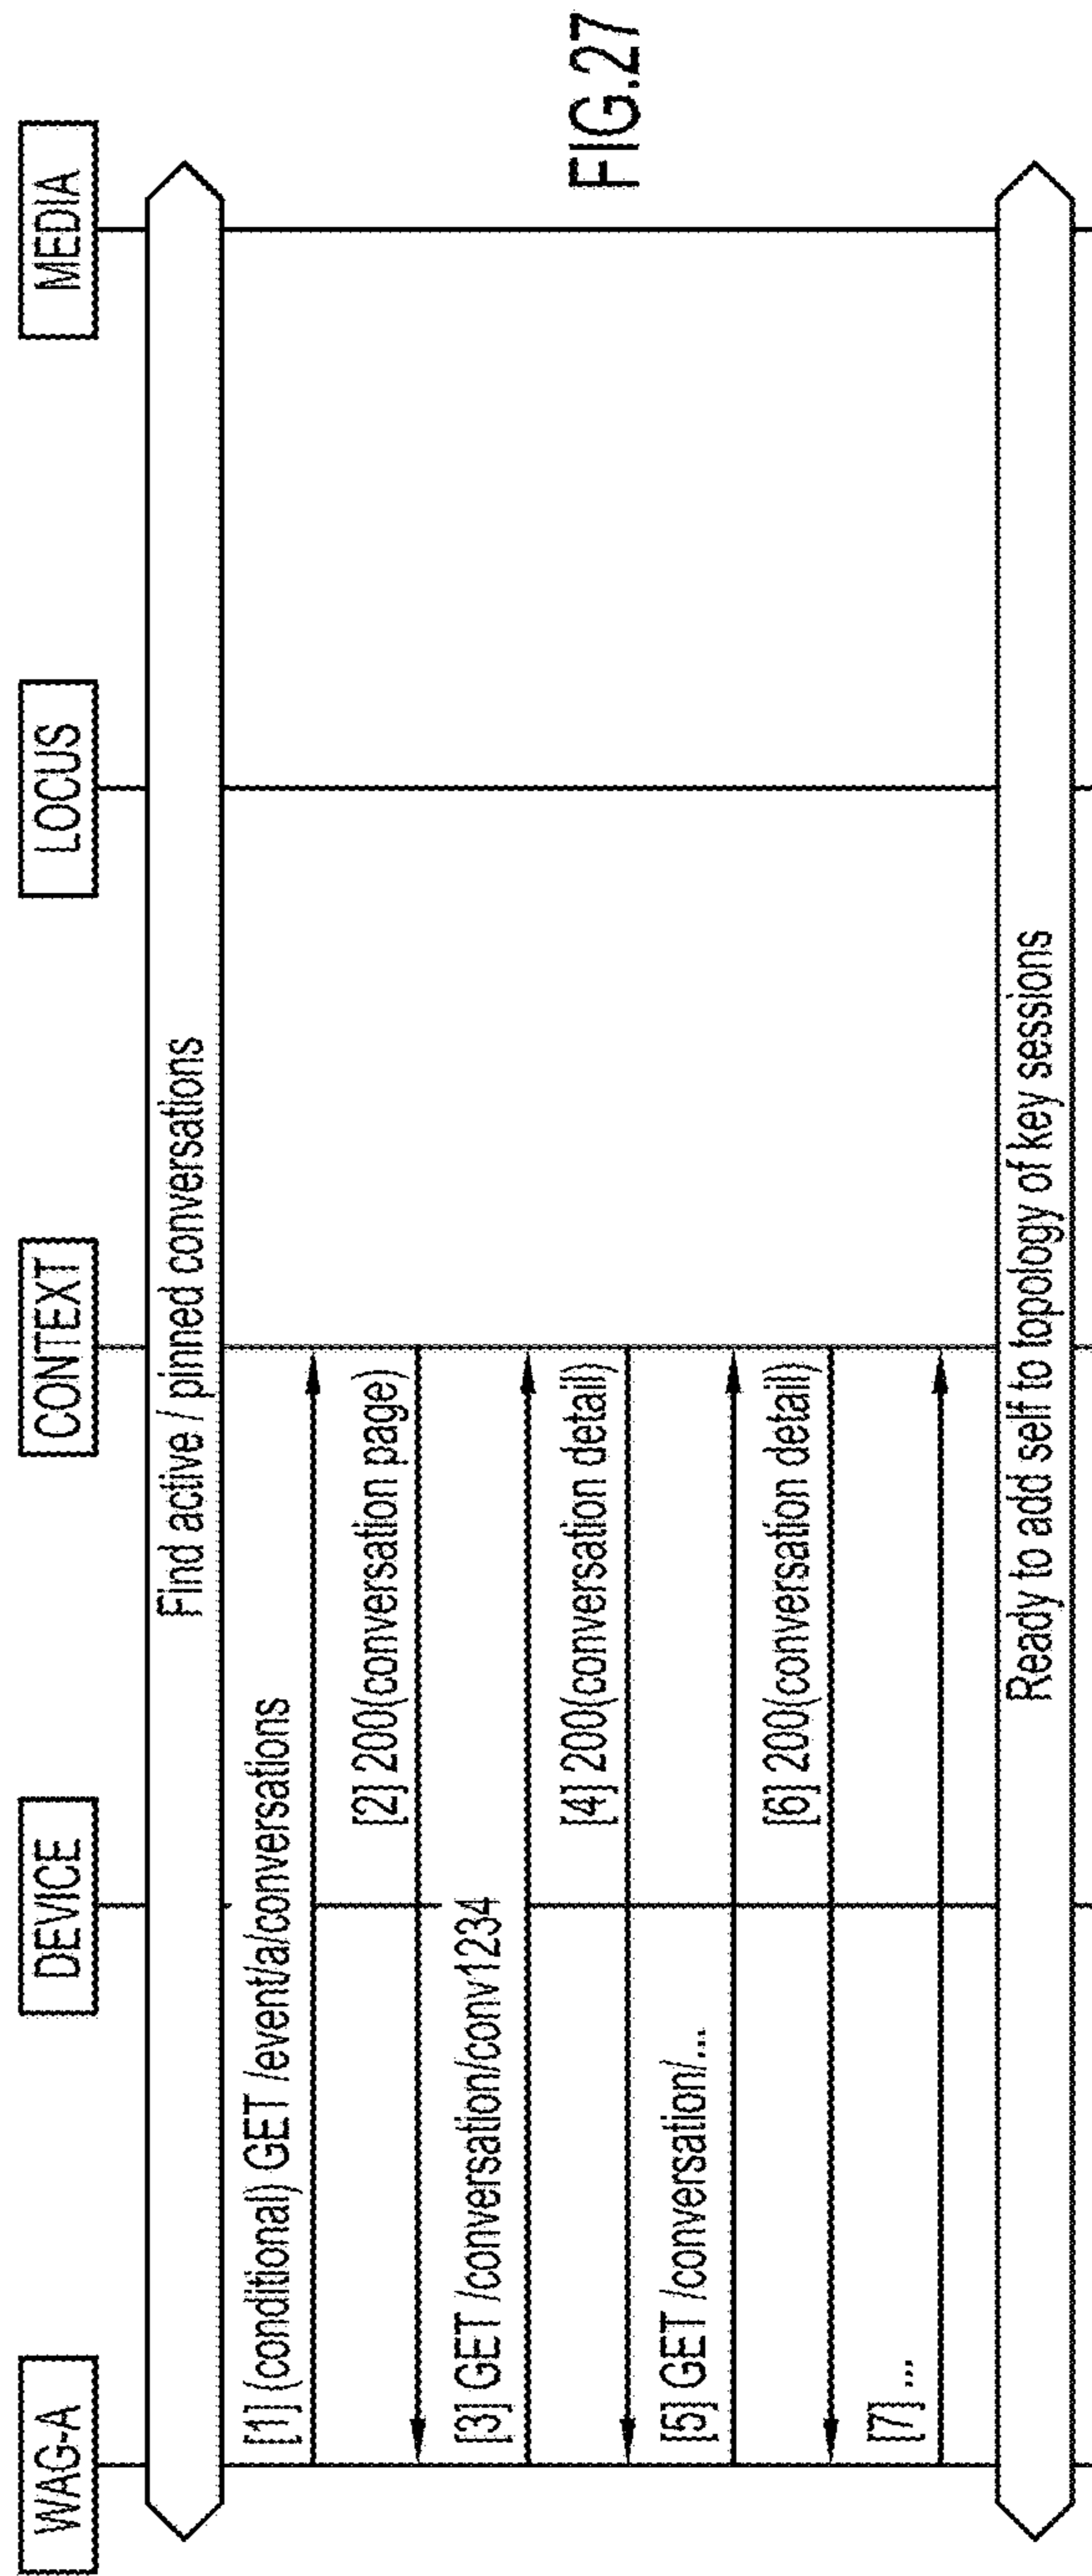 WAG-A
DEVICE
CONTEXT
LOCUS
MEDIA
Find active / pinned conversations
[1] (conditional) GET /event/a/conversations
[2] 200(conversation page)
[3] GET /conversation/conv1234
[4] 200(conversation detail)
[5] GET /conversation/...
[6] 200(conversation detail)
[7] ...
Ready to add self to topology of key sessions
FIG.27